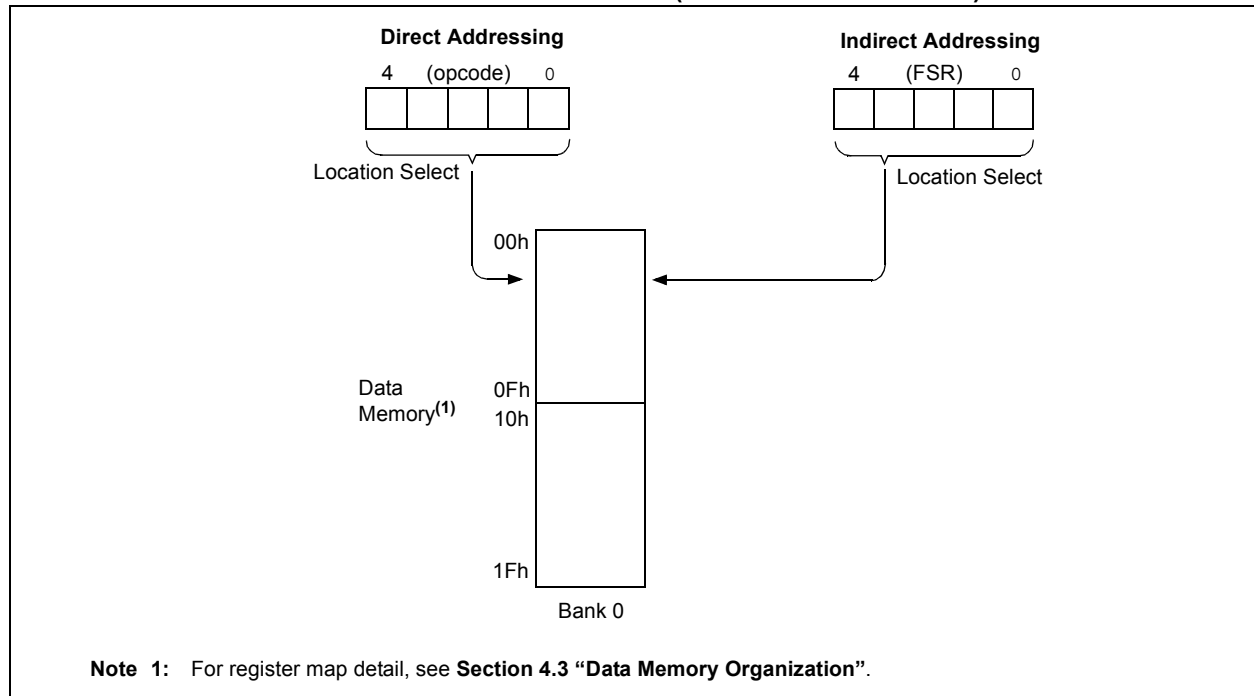 Direct Addressing
4 (opcode) 0
Location Select
Indirect Addressing
4 (FSR) 0
Location Select
00h
Data
Memory(1)
0Fh
10h
1Fh
Bank 0
Note 1: For register map detail, see Section 4.3 “Data Memory Organization”.